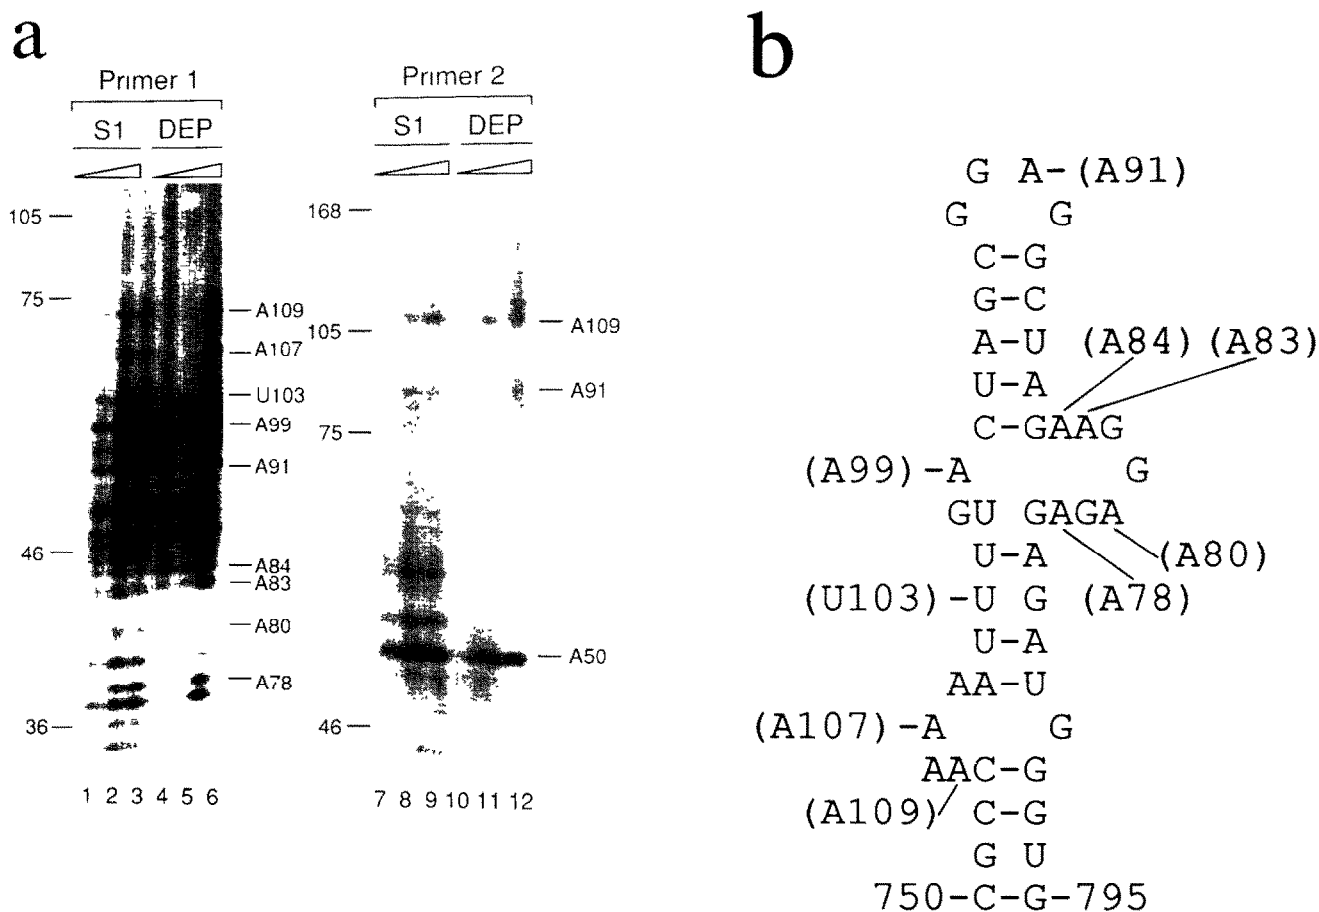 a
Primer 1
S1 DEP
105
75
46
36
A109
A107
U103
A99
A91
A84
A83
A80
A78
1 2 3 4 5 6
Primer 2
S1 DEP
168
105
75
46
A109
A91
A50
7 8 9 10 11 12
b
G A-(A91)
G G
C-G
G-C
A-U (A84) (A83)
U-A
C-GAAG
(A99)-A G
GU GAGA
U-A (A80)
(U103)-U G (A78)
U-A
AA-U
(A107)-A G
AAC-G
(A109) C-G
G U
750-C-G-795